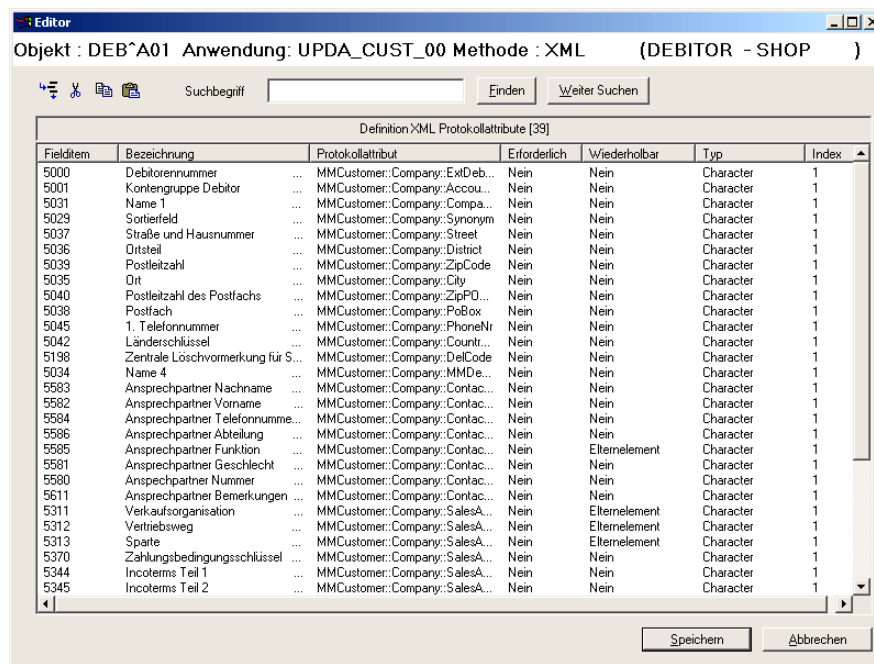 Editor
Objekt : DEB^A01 Anwendung: UPDA_CUST_00 Methode : XML (DEBITOR - SHOP )
Suchbegriff Finden Weiter Suchen
Definition XML Protokollattribute [39]
Fielditem Bezeichnung Protokollattribut Erforderlich Wiederholbar Typ Index
5000 Debitorennummer ... MMCustomer::Company::ExtDeb... Nein Nein Character 1
5001 Kontengruppe Debitor ... MMCustomer::Company::Accou... Nein Nein Character 1
5031 Name 1 ... MMCustomer::Company::Compa... Nein Nein Character 1
5029 Sortierfeld ... MMCustomer::Company::Synonym Nein Nein Character 1
5037 Straße und Hausnummer ... MMCustomer::Company::Street Nein Nein Character 1
5036 Ortsteil ... MMCustomer::Company::District Nein Nein Character 1
5039 Postleitzahl ... MMCustomer::Company::ZipCode Nein Nein Character 1
5035 Ort ... MMCustomer::Company::City Nein Nein Character 1
5040 Postleitzahl des Postfachs ... MMCustomer::Company::ZipPO... Nein Nein Character 1
5038 Postfach ... MMCustomer::Company::PoBox Nein Nein Character 1
5045 1. Telefonnummer ... MMCustomer::Company::PhoneNr Nein Nein Character 1
5042 Länderschlüssel ... MMCustomer::Company::Countr... Nein Nein Character 1
5198 Zentrale Löschvormerkung für S... MMCustomer::Company::DelCode Nein Nein Character 1
5034 Name 4 ... MMCustomer::Company::MMDe... Nein Nein Character 1
5583 Ansprechpartner Nachname ... MMCustomer::Company::Contac... Nein Nein Character 1
5582 Ansprechpartner Vorname ... MMCustomer::Company::Contac... Nein Nein Character 1
5584 Ansprechpartner Telefonnumme... MMCustomer::Company::Contac... Nein Nein Character 1
5586 Ansprechpartner Abteilung ... MMCustomer::Company::Contac... Nein Nein Character 1
5585 Ansprechpartner Funktion ... MMCustomer::Company::Contac... Nein Elternelement Character 1
5581 Ansprechpartner Geschlecht ... MMCustomer::Company::Contac... Nein Nein Character 1
5580 Anspechpartner Nummer ... MMCustomer::Company::Contac... Nein Nein Character 1
5611 Ansprechpartner Bemerkungen ... MMCustomer::Company::Contac... Nein Nein Character 1
5311 Verkaufsorganisation ... MMCustomer::Company::SalesA... Nein Elternelement Character 1
5312 Vertriebsweg ... MMCustomer::Company::SalesA... Nein Elternelement Character 1
5313 Sparte ... MMCustomer::Company::SalesA... Nein Elternelement Character 1
5370 Zahlungsbedingungsschlüssel ... MMCustomer::Company::SalesA... Nein Nein Character 1
5344 Incoterms Teil 1 ... MMCustomer::Company::SalesA... Nein Nein Character 1
5345 Incoterms Teil 2 ... MMCustomer::Company::SalesA... Nein Nein Character 1
Speichern Abbrechen